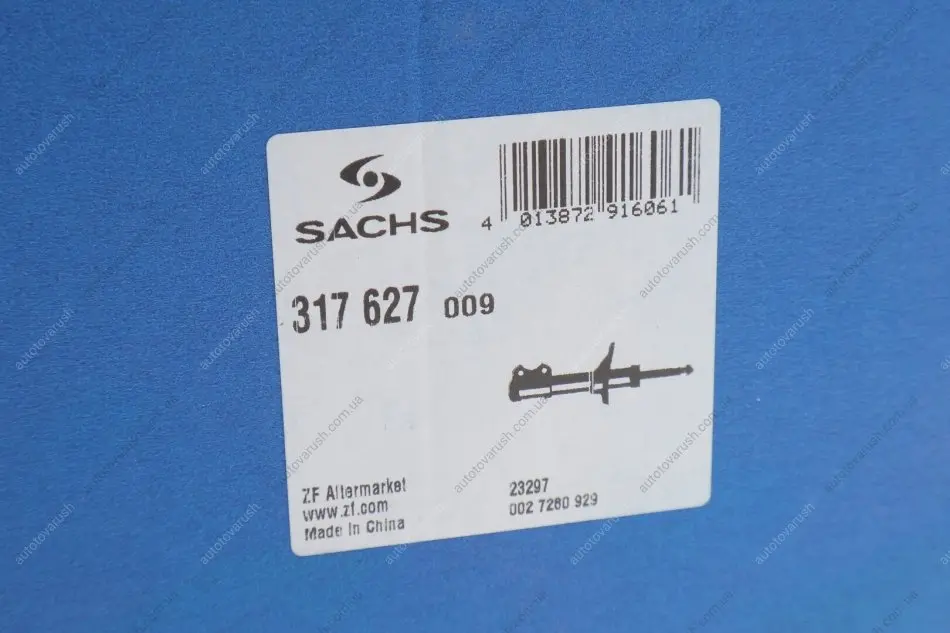 SACHS
4 013872 916061
317 627 009
ZF Aftermarket
www.zf.com
Made in China
23297
002 7260 929
autotovarush.com.ua